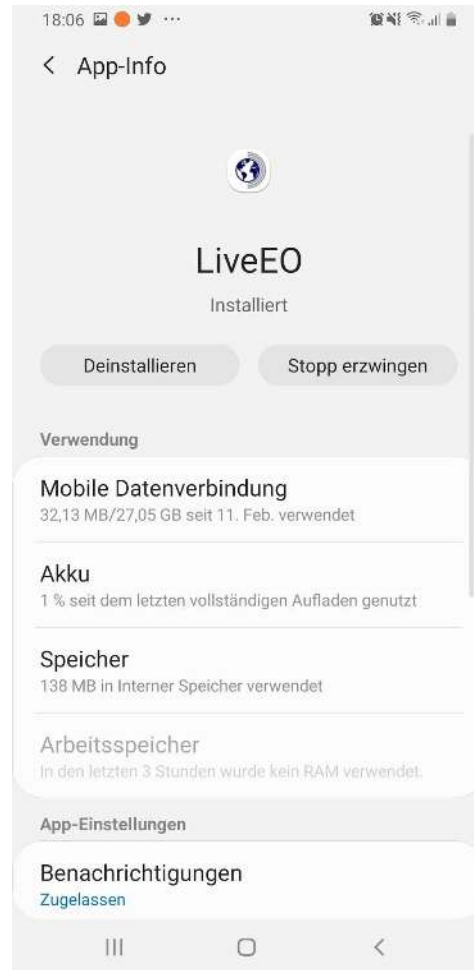 18:06
App-Info
LiveEO
Installiert
Deinstallieren
Stopp erzwingen
Verwendung
Mobile Datenverbindung
32,13 MB/27,05 GB seit 11. Feb. verwendet
Akku
1 % seit dem letzten vollständigen Aufladen genutzt
Speicher
138 MB in Interner Speicher verwendet
Arbeitsspeicher
In den letzten 3 Stunden wurde kein RAM verwendet.
App-Einstellungen
Benachrichtigungen
Zugelassen